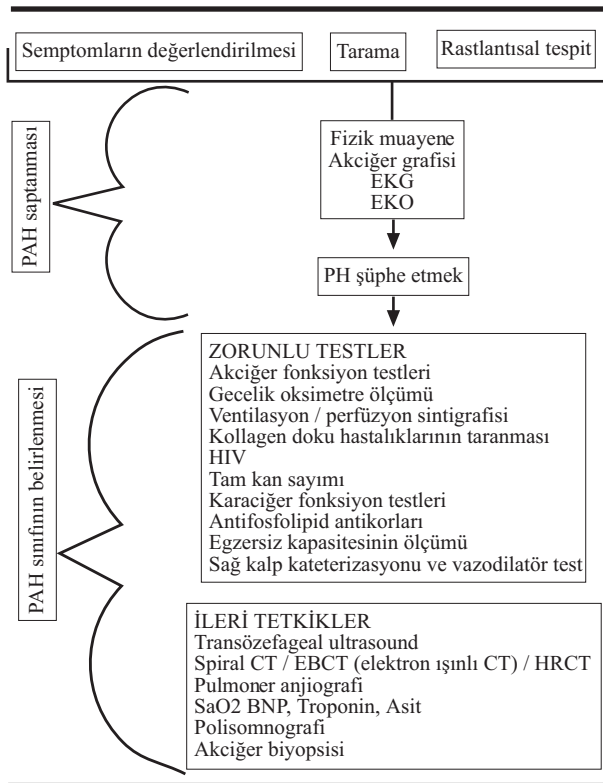 Semptomların değerlendirilmesi
Tarama
Rastlantısal tespit
PAH saptanması
Fizik muayene
Akciğer grafisi
EKG
EKO
PH şüphe etmek
PAH sınıfının belirlenmesi
ZORUNLU TESTLER
Akciğer fonksiyon testleri
Gecelik oksimetre ölçümü
Ventilasyon / perfüzyon sintigrafisi
Kollagen doku hastalıklarının taranması
HIV
Tam kan sayımı
Karaciğer fonksiyon testleri
Antifosfolipid antikorları
Egzersiz kapasitesinin ölçümü
Sağ kalp kateterizasyonu ve vazodilatör test
İLERİ TETKİKLER
Transözefageal ultrasound
Spiral CT / EBCT (elektron ışınlı CT) / HRCT
Pulmoner anjiografi
SaO2 BNP, Troponin, Asit
Polisomnografi
Akciğer biyopsisi